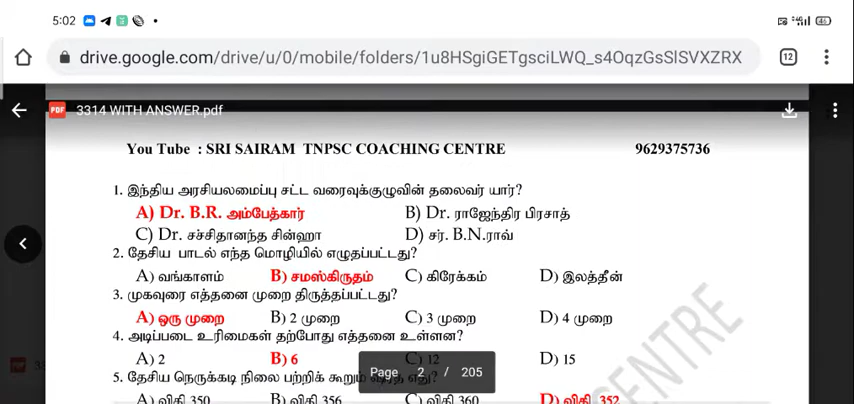 5:02
drive.google.com/drive/u/0/mobile/folders/1u8HSgiGETgsciLWQ_s4OqzGsSlSVXZRX
12
PDF 3314 WITH ANSWER.pdf
You Tube : SRI SAIRAM TNPSC COACHING CENTRE 9629375736
1. இந்திய அரசியலமைப்பு சட்ட வரைவுக்குழுவின் தலைவர் யார்?
A) Dr. B.R. அம்பேத்கார் B) Dr. ராஜேந்திர பிரசாத்
C) Dr. சச்சிதானந்த சின்ஹா D) சர். B.N.ராவ்
2. தேசிய பாடல் எந்த மொழியில் எழுதப்பட்டது?
A) வங்காளம் B) சமஸ்கிருதம் C) கிரேக்கம் D) இலத்தீன்
3. முகவுரை எத்தனை முறை திருத்தப்பட்டது?
A) ஒரு முறை B) 2 முறை C) 3 முறை D) 4 முறை
4. அடிப்படை உரிமைகள் தற்போது எத்தனை உள்ளன?
A) 2 B) 6 C) 12 D) 15
Page 2 / 205
5. தேசிய நெருக்கடி நிலை பற்றிக் கூறும் எது?
A) விதி 350 B) விதி 356 C) விதி 360 D) விதி 352
CENTRE